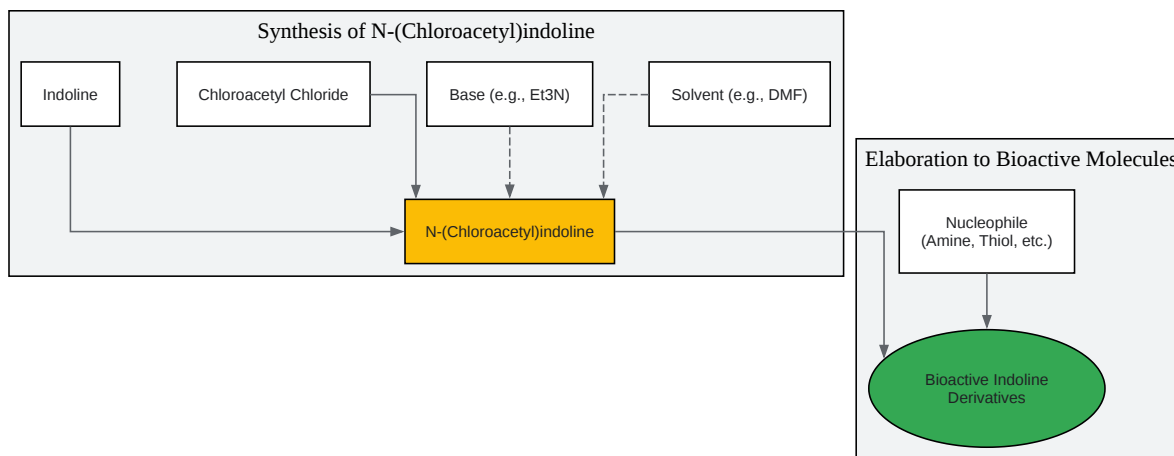 Synthesis of N-(Chloroacetyl)indoline
Indoline
Chloroacetyl Chloride
Base (e.g., Et3N)
Solvent (e.g., DMF)
N-(Chloroacetyl)indoline
Elaboration to Bioactive Molecules
Nucleophile
(Amine, Thiol, etc.)
Bioactive Indoline
Derivatives